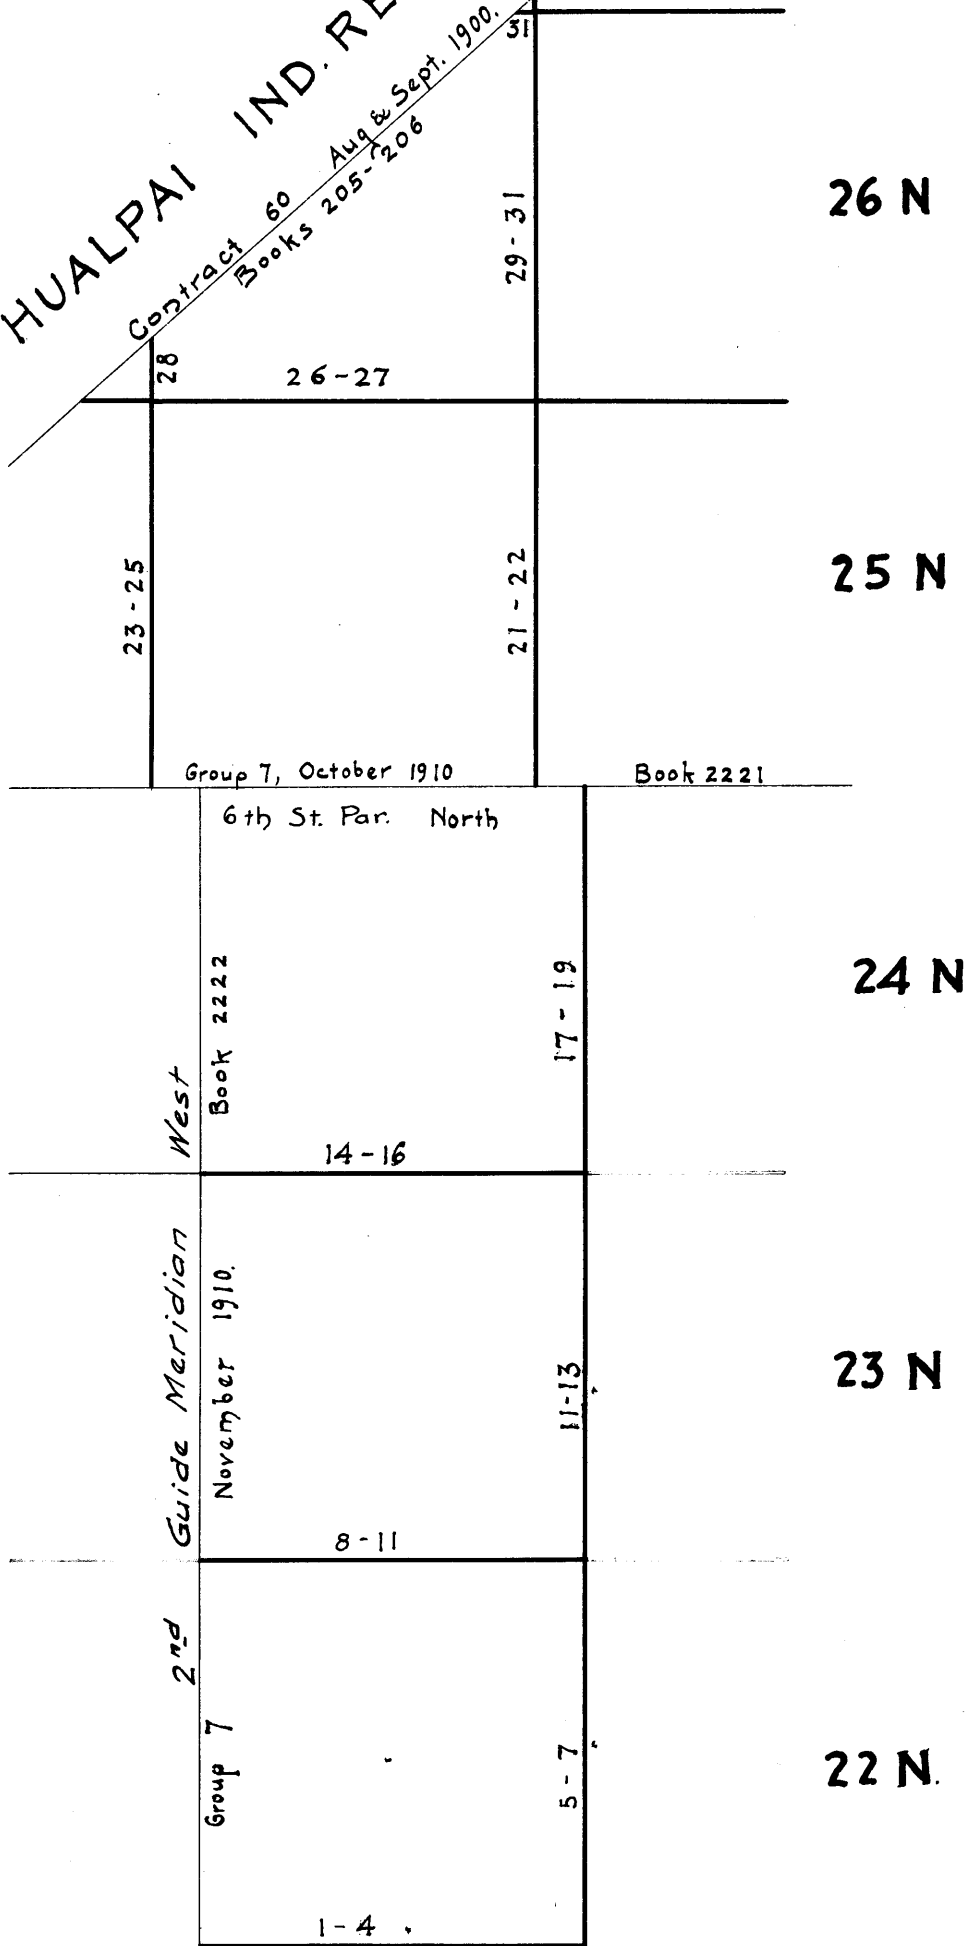 HUALPAI IND. RE
Contract 60 Aug & Sept. 1900.
Books 205-206
31
29-31
26 N
28
26-27
23-25
21-22
25 N
Group 7, October 1910 Book 2221
6th St. Par. North
Book 2222
17-19
24 N
14-16
2nd Guide Meridian West
Group 7 November 1910.
11-13
23 N
8-11
5-7
22 N.
1-4